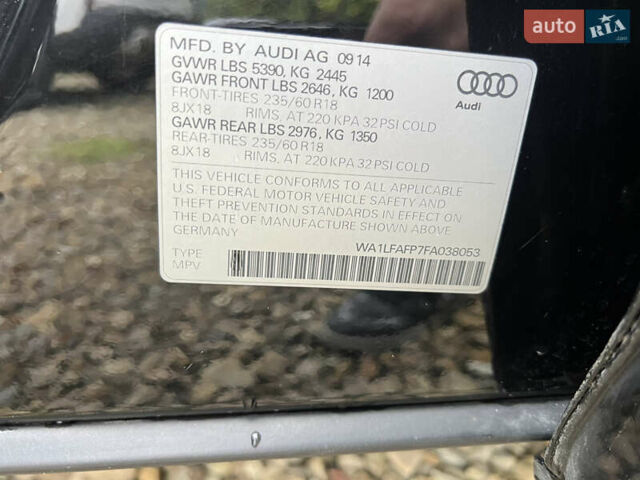 auto RIA
.com
MFD. BY AUDI AG 09 14
GVWR LBS 5390, KG 2445
GAWR FRONT LBS 2646, KG 1200
FRONT-TIRES 235/60 R18
8JX18 RIMS, AT 220 KPA 32 PSI COLD
GAWR REAR LBS 2976, KG 1350
REAR-TIRES 235/60 R18
8JX18 RIMS, AT 220 KPA 32 PSI COLD
Audi
THIS VEHICLE CONFORMS TO ALL APPLICABLE
U.S. FEDERAL MOTOR VEHICLE SAFETY AND
THEFT PREVENTION STANDARDS IN EFFECT ON
THE DATE OF MANUFACTURE SHOWN ABOVE
GERMANY
WA1LFAFP7FA038053
TYPE
MPV